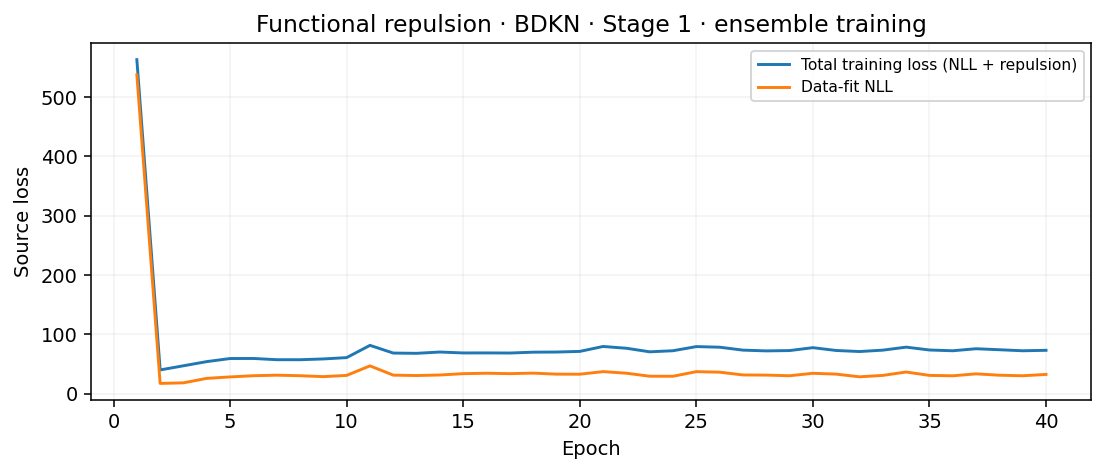 Functional repulsion · BDKN · Stage 1 · ensemble training
Total training loss (NLL + repulsion)
Data-fit NLL
Source loss
500
400
300
200
100
0
0 5 10 15 20 25 30 35 40
Epoch